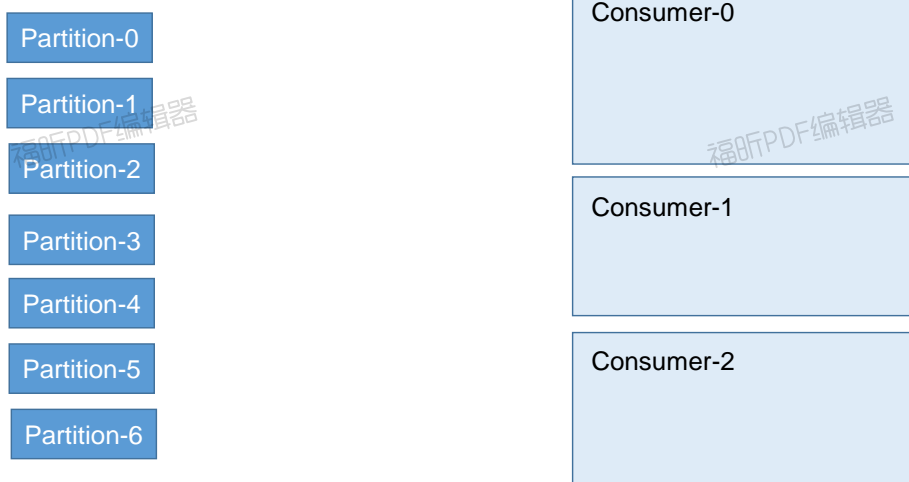 Partition-0
Partition-1
Partition-2
Partition-3
Partition-4
Partition-5
Partition-6
福昕PDF编辑器
Consumer-0
福昕PDF编辑器
Consumer-1
Consumer-2